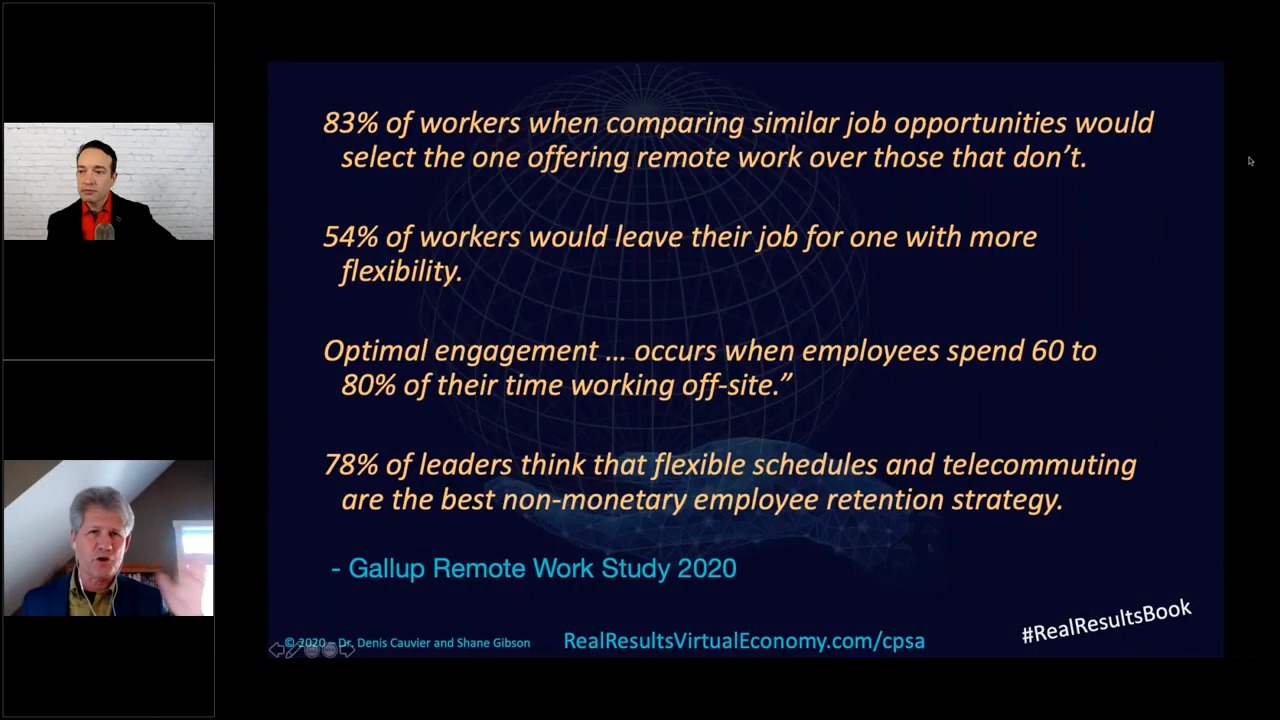 83% of workers when comparing similar job opportunities would
select the one offering remote work over those that don’t.
54% of workers would leave their job for one with more
flexibility.
Optimal engagement ... occurs when employees spend 60 to
80% of their time working off-site.”
78% of leaders think that flexible schedules and telecommuting
are the best non-monetary employee retention strategy.
- Gallup Remote Work Study 2020
© 2020 – Dr. Denis Cauvier and Shane Gibson
RealResultsVirtualEconomy.com/cpsa
#RealResultsBook